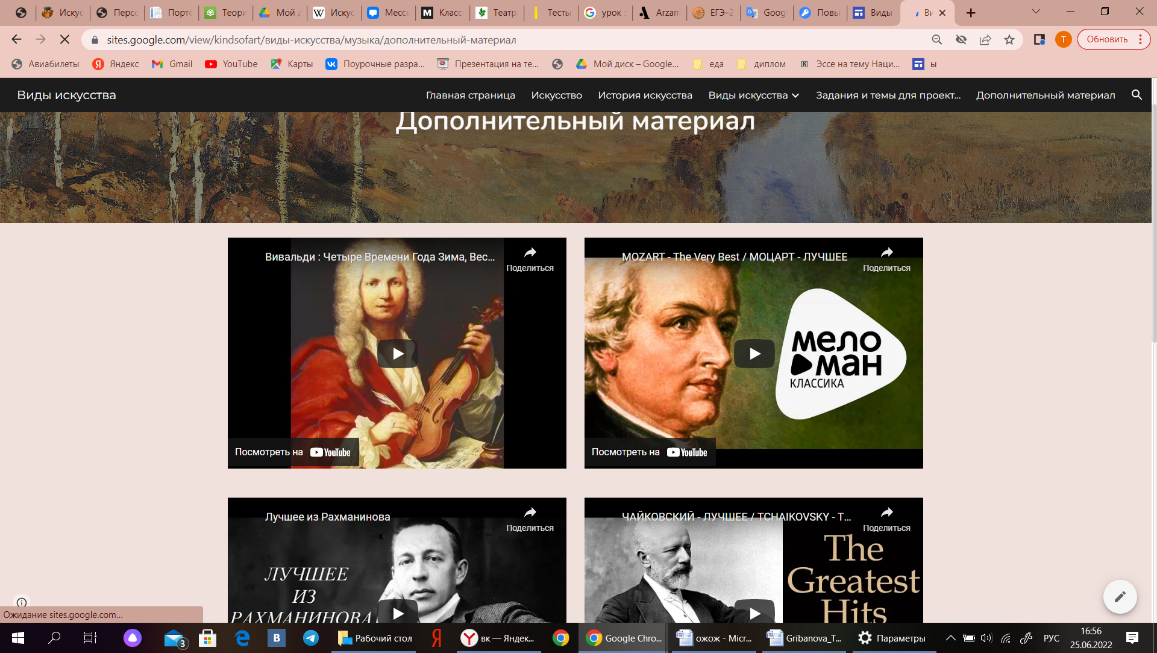 Искус
Персо
Порто
Теори
Мой д
Искус
Мессе
Класс
Театр
Тесты
урок
Arzam
ЕГЭ-2
Goog
Повы
Виды
Ви
sites.google.com/view/kindsofart/виды-искусства/музыка/дополнительный-материал
Т
Обновить
Авиабилеты
Яндекс
Gmail
YouTube
Карты
Поурочные разра...
Презентация на те...
Мой диск – Google...
еда
диплом
Эссе на тему Наци...
ы
Виды искусства
Главная страница
Искусство
История искусства
Виды искусства
Задания и темы для проект...
Дополнительный материал
Дополнительный материал
Вивальди : Четыре Времени Года Зима, Вес...
Поделиться
Посмотреть на YouTube
MOZART - The Very Best / МОЦАРТ - ЛУЧШЕЕ
Поделиться
мело
ман
КЛАССИКА
Посмотреть на YouTube
Лучшее из Рахманинова
Поделиться
ЛУЧШЕЕ
ИЗ
РАХМАНИНОВА
ЧАЙКОВСКИЙ - ЛУЧШЕЕ / TCHAIKOVSKY - T...
Поделиться
The
Greatest
Hits
Ожидание sites.google.com...
3
Рабочий стол
вк — Яндек...
Google Chro...
ожож - Micr...
Gribanova_T...
Параметры
РУС
16:56
25.06.2022